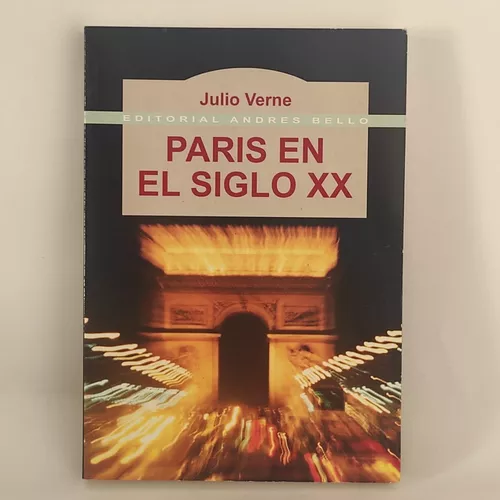 Julio Verne
EDITORIAL ANDRES BELLO
PARIS EN
EL SIGLO XX